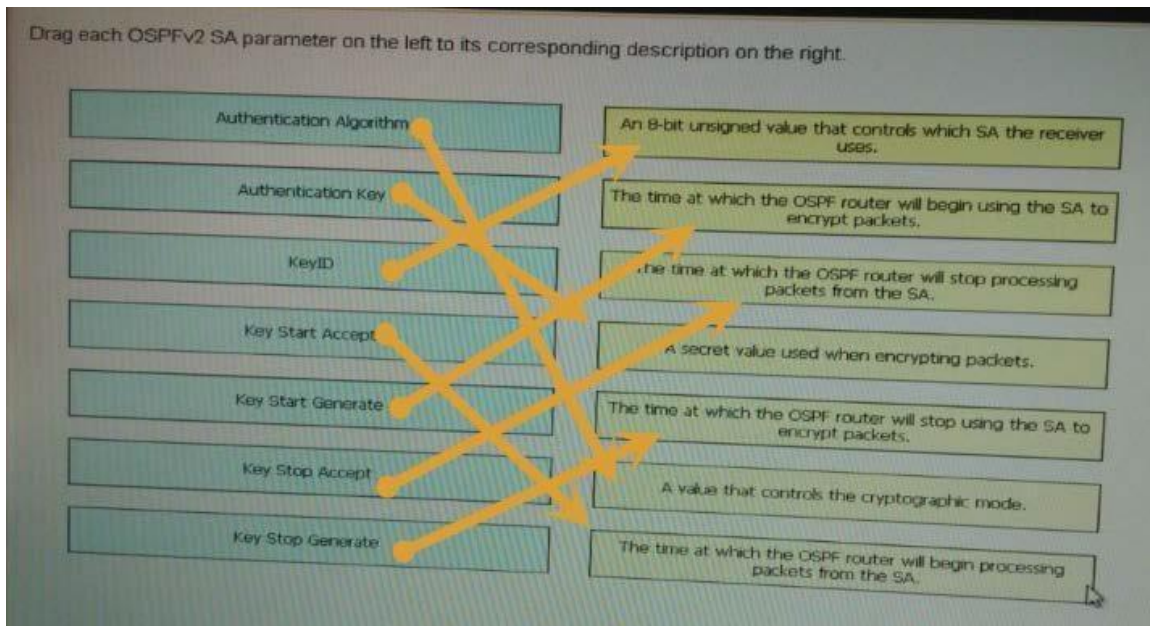 Drag each OSPFv2 SA parameter on the left to its corresponding description on the right.
Authentication Algorithm
Authentication Key
KeyID
Key Start Accept
Key Start Generate
Key Stop Accept
Key Stop Generate
An 8-bit unsigned value that controls which SA the receiver
uses.
The time at which the OSPF router will begin using the SA to
encrypt packets.
The time at which the OSPF router will stop processing
packets from the SA.
A secret value used when encrypting packets.
The time at which the OSPF router will stop using the SA to
encrypt packets.
A value that controls the cryptographic mode.
The time at which the OSPF router will begin processing
packets from the SA.